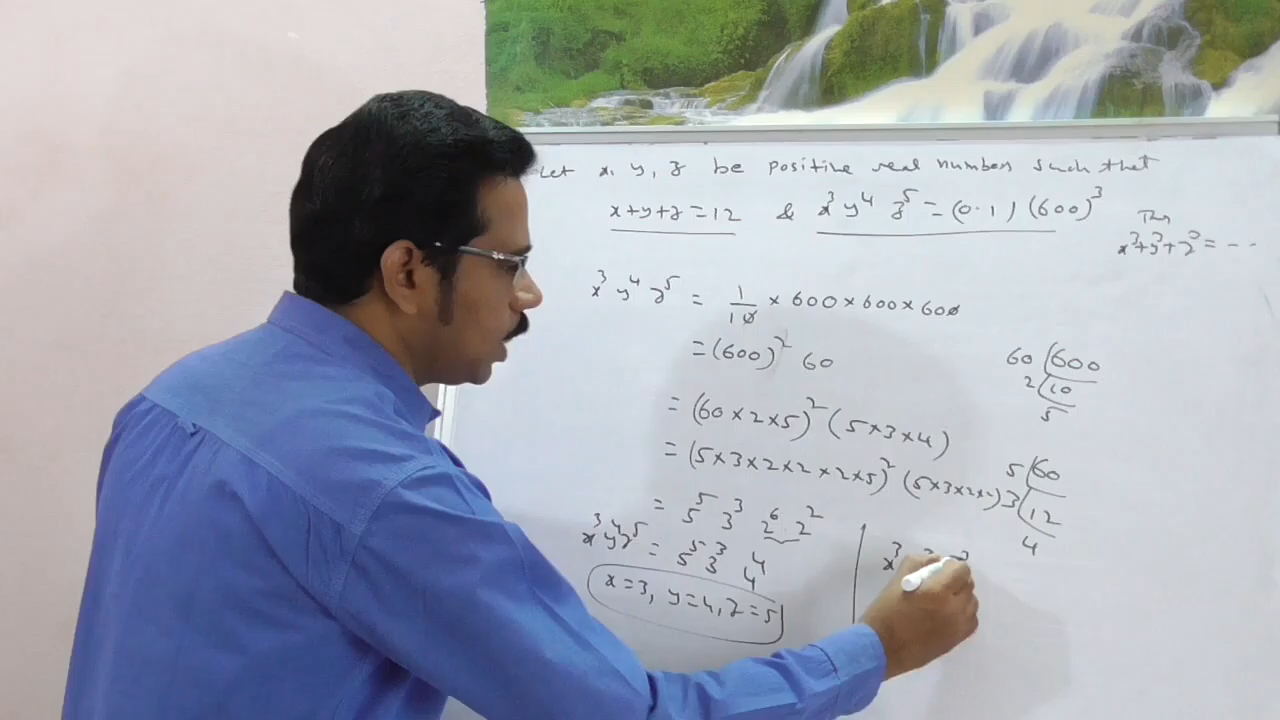 Let x, y, z be positive real numbers such that
x+y+z=12 & x³y⁴z⁵=(0.1)(600)³
Then
x³+y³+z³=--
x³y⁴z⁵ = 1/10 × 600×600×600
=(600)² 60
=(60×2×5)²(5×3×4)
=(5×3×2×2×2×5)²(5×3×2×2)
= 5⁵ 3³ 2⁶ . 2²
x³y⁴z⁵ = 5⁵ 3³ 4⁴
x=3, y=4, z=5
60 600
2 10
5
5 60
3 12
4
x³